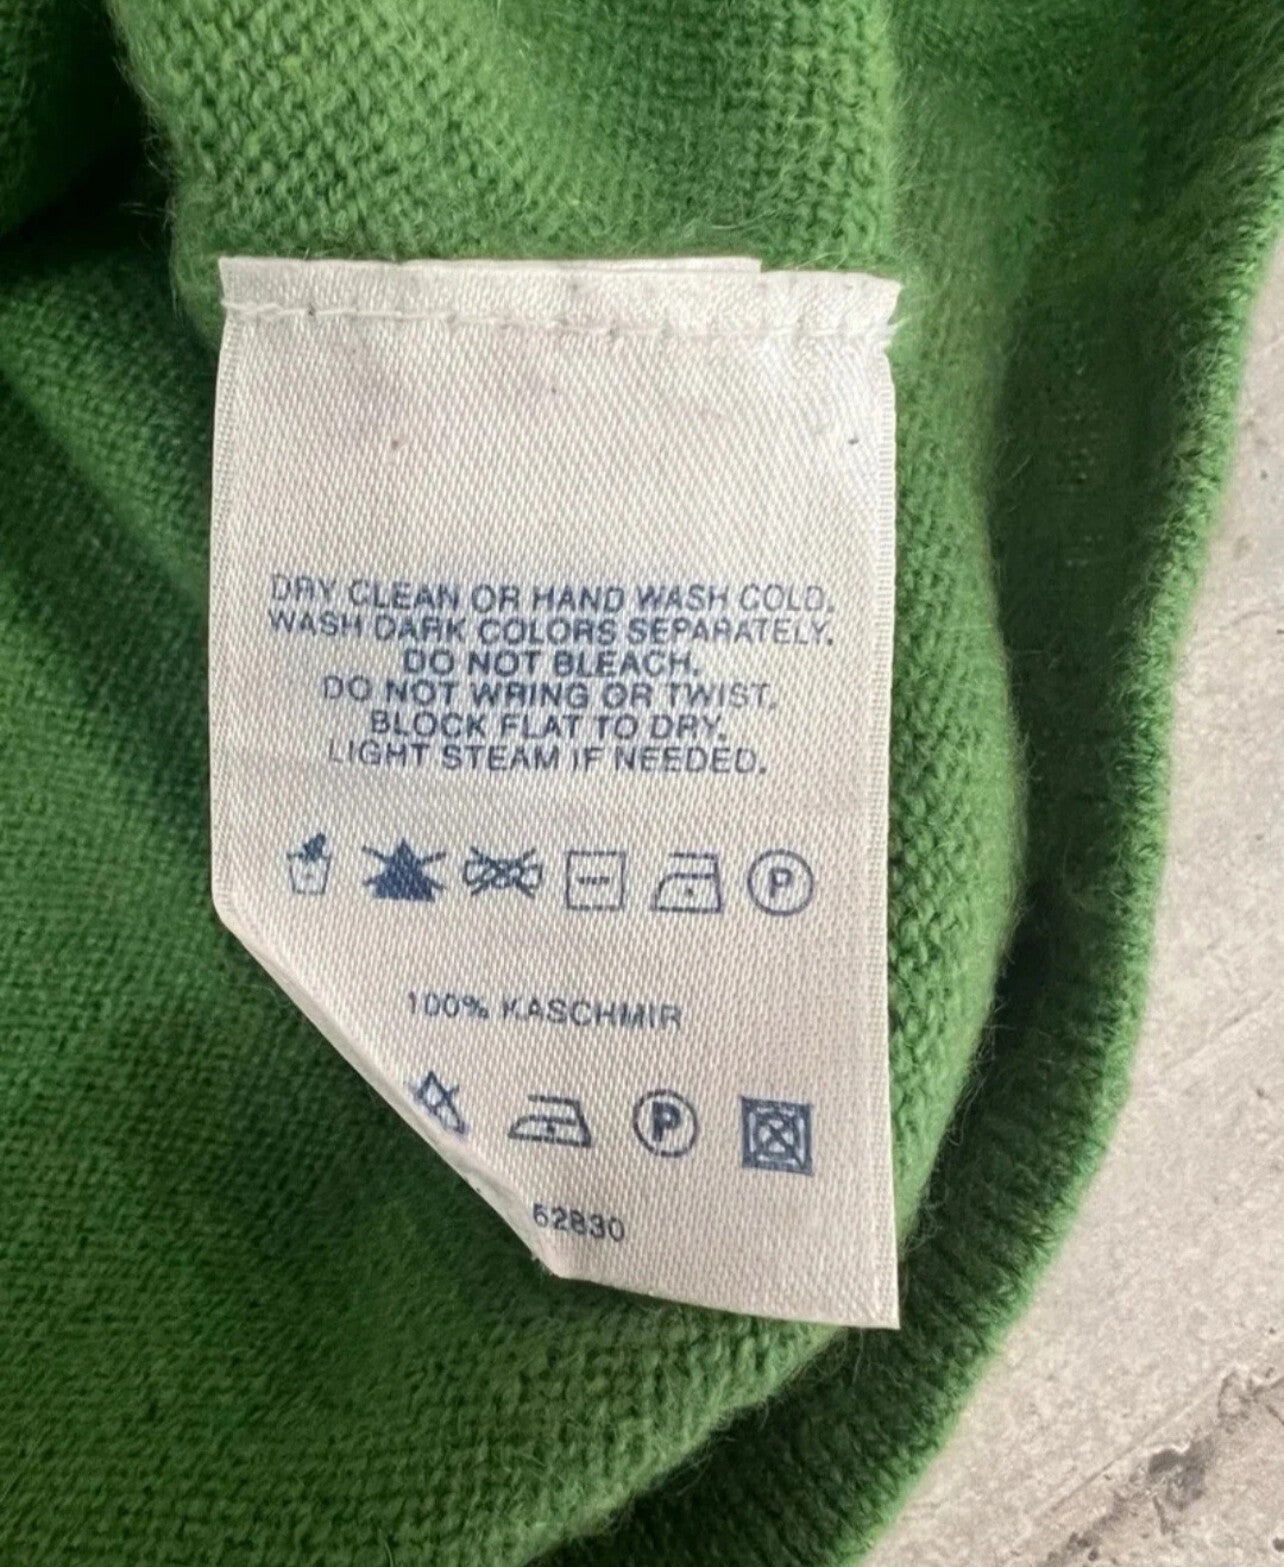 DRY CLEAN OR HAND WASH COLD.
WASH DARK COLORS SEPARATELY.
DO NOT BLEACH.
DO NOT WRING OR TWIST.
BLOCK FLAT TO DRY.
LIGHT STEAM IF NEEDED.
P
100% KASCHMIR
P
62830